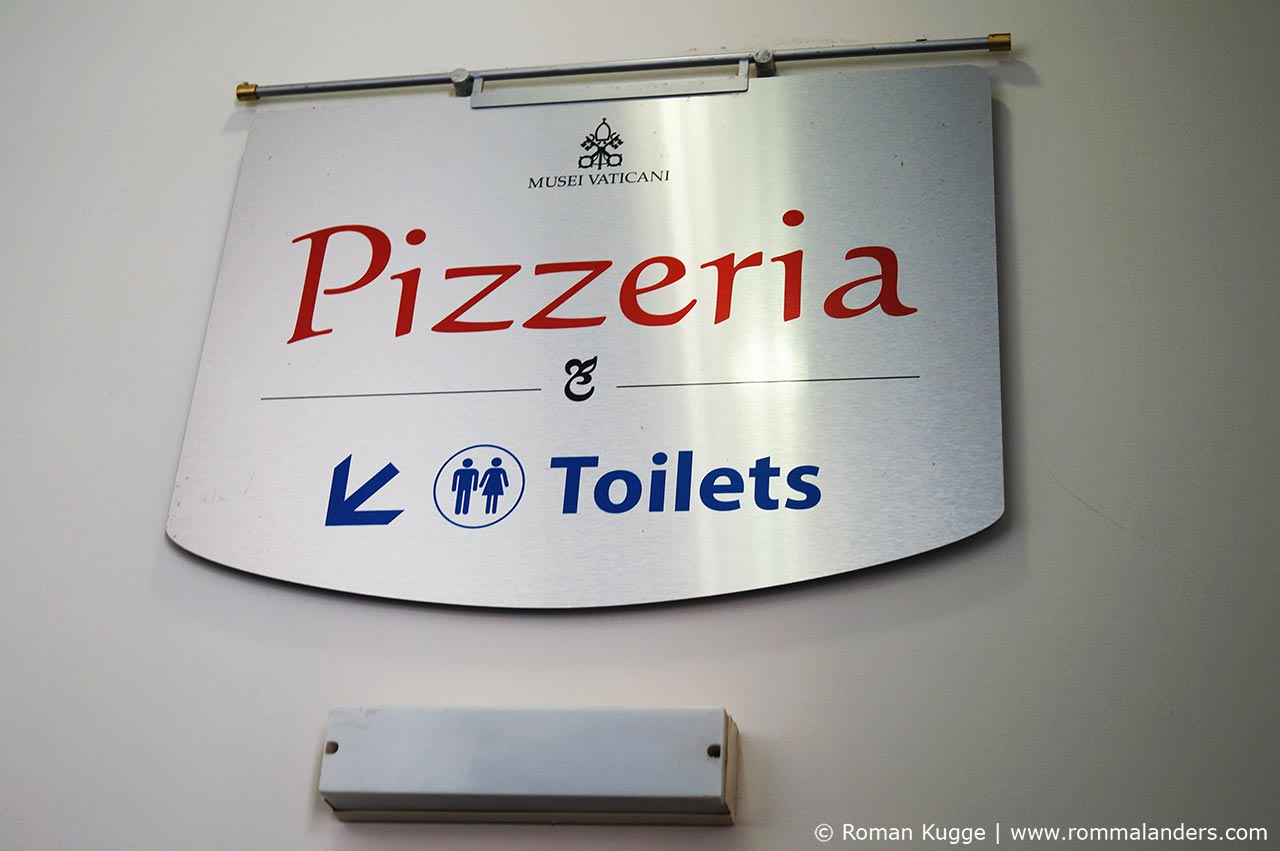 MUSEI VATICANI
Pizzeria
&
Toilets
© Roman Kugge | www.rommalanders.com